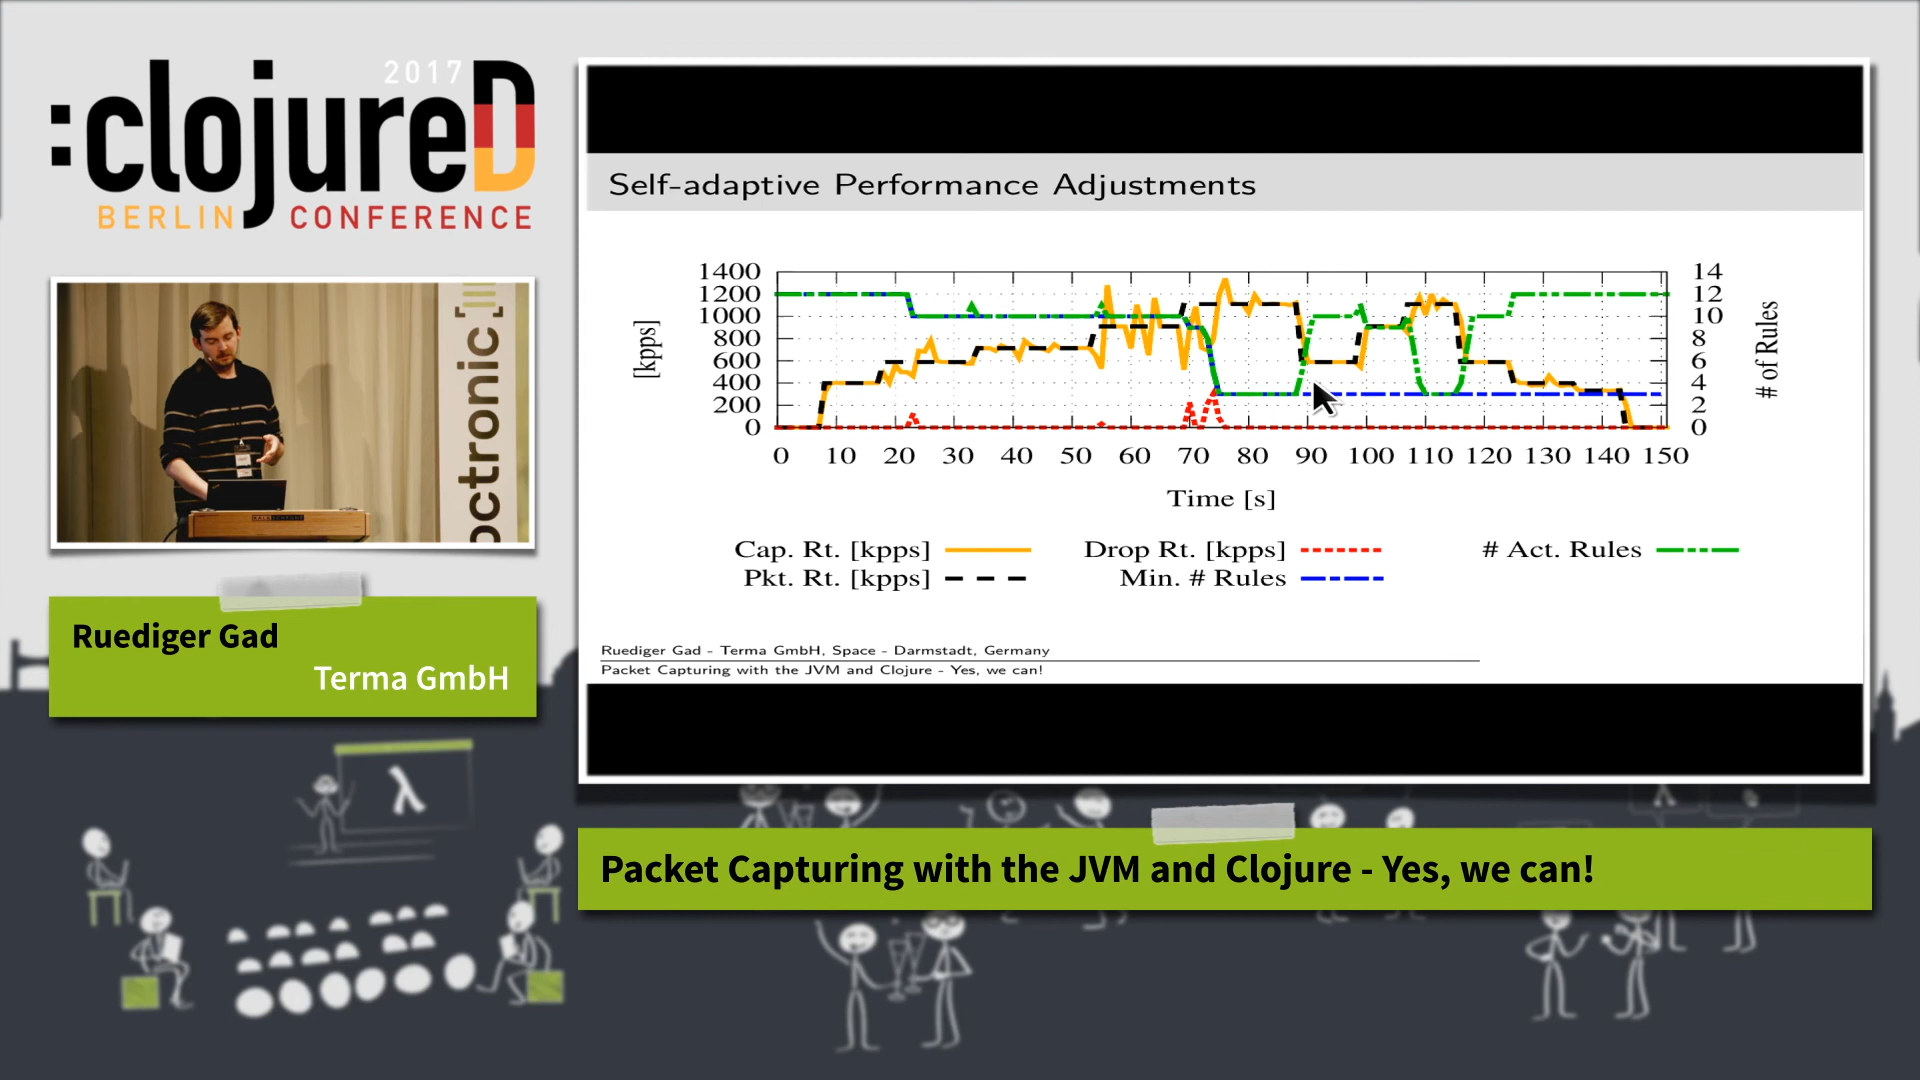 2017
:clojureD
BERLIN CONFERENCE
Ruediger Gad
Terma GmbH
Self-adaptive Performance Adjustments
1400
1200
1000
800
600
400
200
0
[kpps]
14
12
10
8
6
4
2
0
# of Rules
0 10 20 30 40 50 60 70 80 90 100 110 120 130 140 150
Time [s]
Cap. Rt. [kpps] Drop Rt. [kpps] # Act. Rules
Pkt. Rt. [kpps] Min. # Rules
Ruediger Gad - Terma GmbH, Space - Darmstadt, Germany
Packet Capturing with the JVM and Clojure - Yes, we can!
Packet Capturing with the JVM and Clojure - Yes, we can!
λ